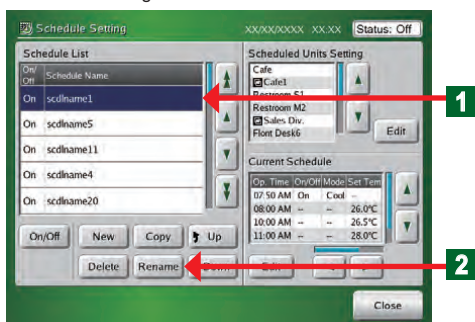 Schedule Setting
XX/XX/XXXX XX:XX
Status: Off
Schedule List
On/Off Schedule Name
On scdlname1
On scdlname5
On scdlname11
On scdlname4
On scdlname20
On/Off New Copy Up
Delete Rename
Scheduled Units Setting
Cafe
Cafe1
Restroom
Restroom M2
Sales Div.
Flont Desk6
Edit
Current Schedule
Op. Time On/Off Mode Set Tem
07:50 AM On Cool --
08:00 AM -- -- 26.0°C
10:00 AM -- -- 26.5°C
11:00 AM -- -- 28.0°C
Close
1
2